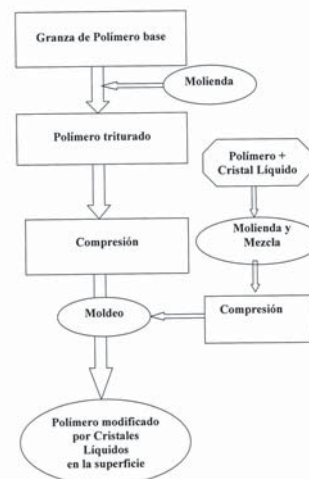 Granza de Polímero base
Molienda
Polímero triturado
Polímero +
Cristal Líquido
Molienda y
Mezcla
Compresión
Compresión
Moldeo
Polímero modificado
por Cristales
Líquidos
en la superficie